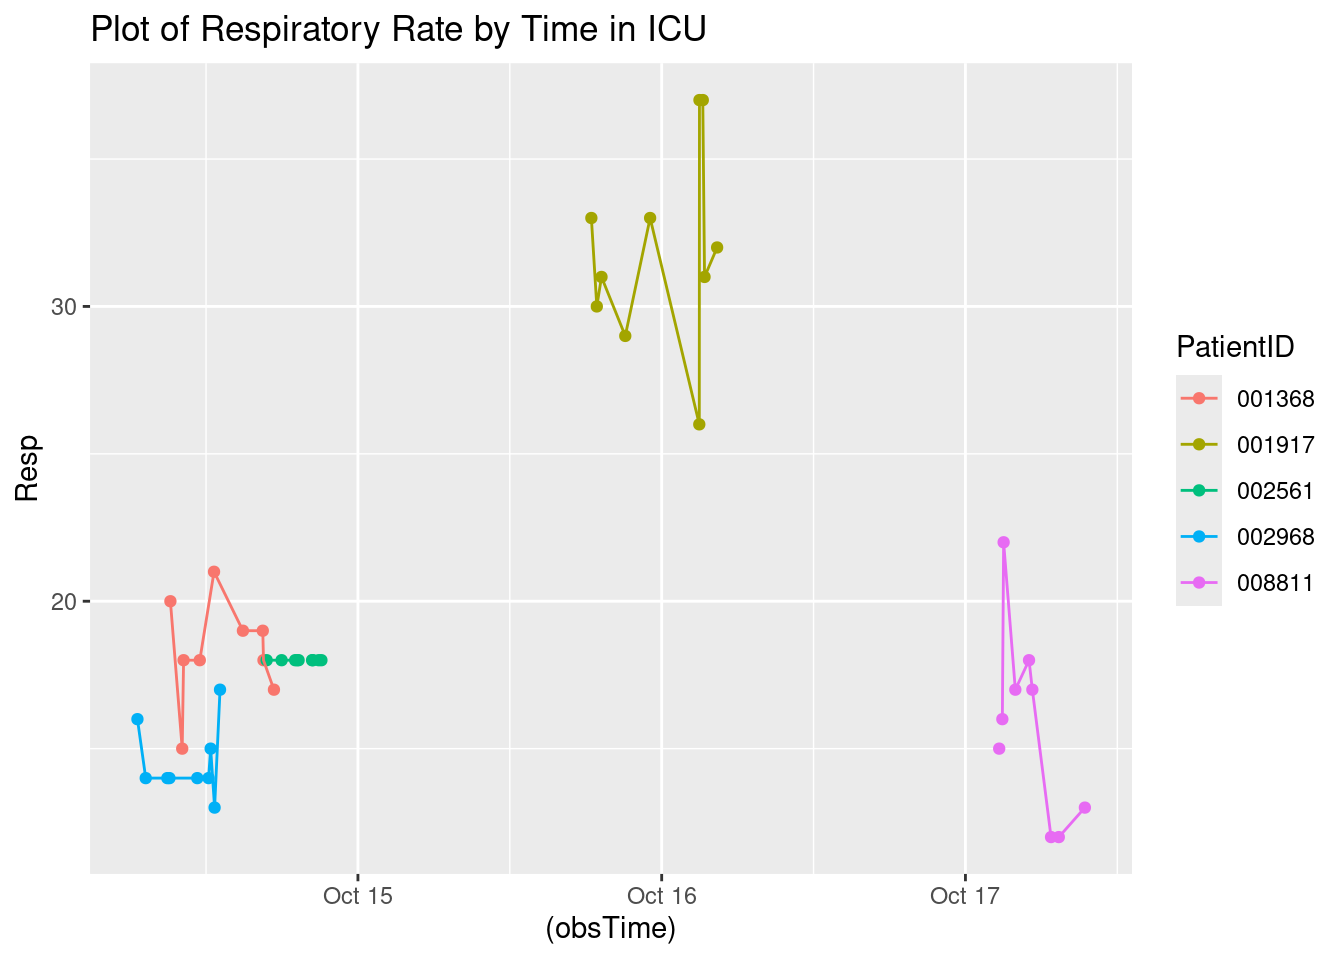 Plot of Respiratory Rate by Time in ICU
Resp
30
20
Oct 15
Oct 16
Oct 17
(obsTime)
PatientID
001368
001917
002561
002968
008811